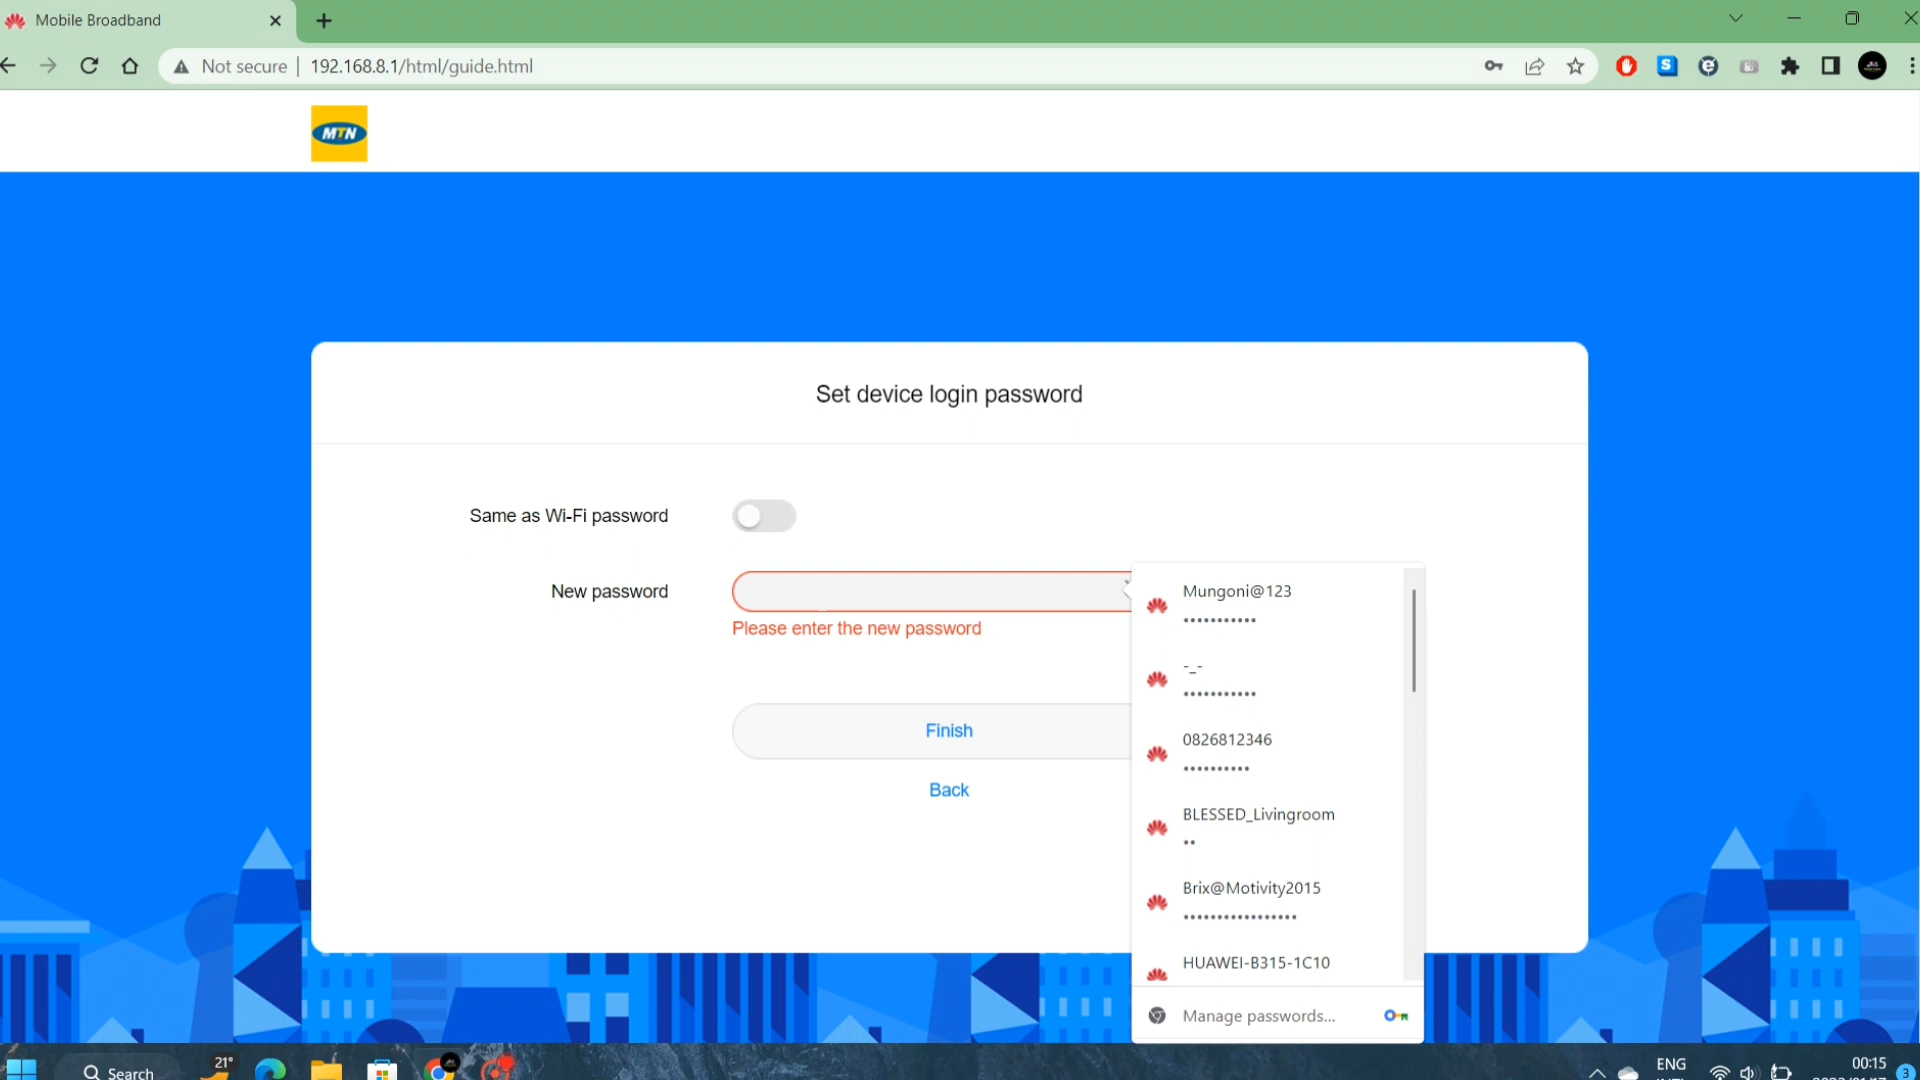 Mobile Broadband
Not secure | 192.168.8.1/html/guide.html
MTN
Set device login password
Same as Wi-Fi password
New password
Please enter the new password
Finish
Back
Mungoni@123
•••••••••••
-_-
•••••••••••
0826812346
••••••••••
BLESSED_Livingroom
••
Brix@Motivity2015
•••••••••••••••••
HUAWEI-B315-1C10
Manage passwords...
21°
Search
ENG
00:15
3